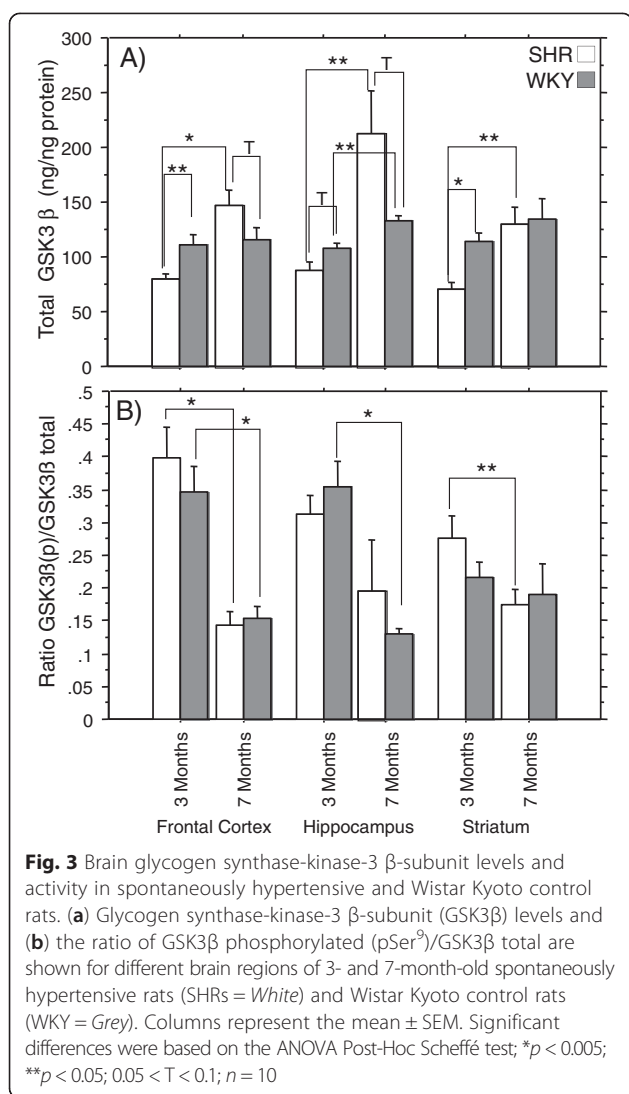 300
A)
SHR
WKY
250
200
150
100
50
0
Total GSK3 β (ng/ng protein)
*
**
T
**
T
**
T
**
*
.5
B)
.45
.4
.35
.3
.25
.2
.15
.1
.05
0
Ratio GSK3ß(p)/GSK3ß total
*
*
*
**
3 Months
7 Months
3 Months
7 Months
3 Months
7 Months
Frontal Cortex
Hippocampus
Striatum
Fig. 3 Brain glycogen synthase-kinase-3 β-subunit levels and
activity in spontaneously hypertensive and Wistar Kyoto control
rats. (a) Glycogen synthase-kinase-3 β-subunit (GSK3β) levels and
(b) the ratio of GSK3β phosphorylated (pSer⁹)/GSK3β total are
shown for different brain regions of 3- and 7-month-old spontaneously
hypertensive rats (SHRs = White) and Wistar Kyoto control rats
(WKY = Grey). Columns represent the mean ± SEM. Significant
differences were based on the ANOVA Post-Hoc Scheffé test; *p < 0.005;
**p < 0.05; 0.05 < T < 0.1; n = 10